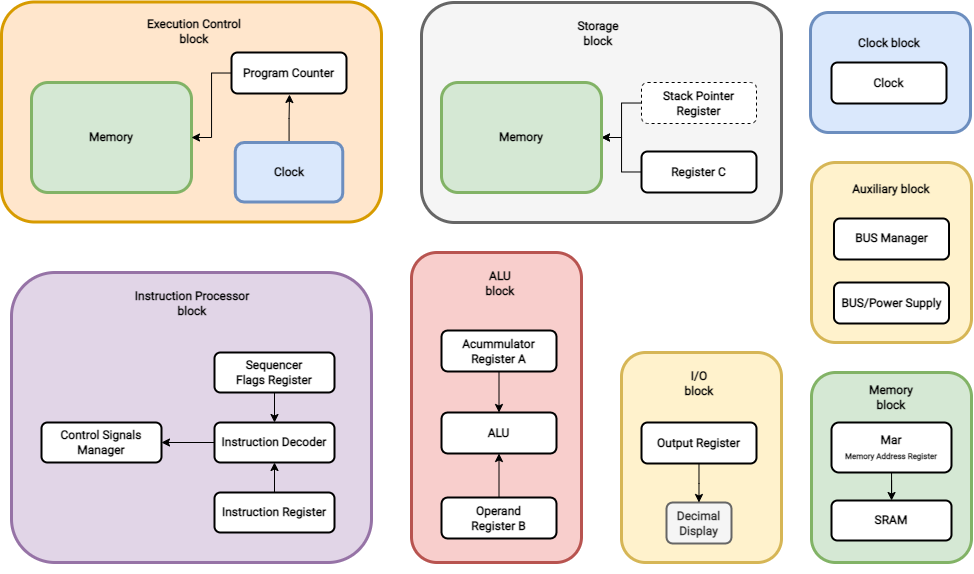 Execution Control
block
Program Counter
Memory
Clock
Storage
block
Stack Pointer
Register
Memory
Register C
Clock block
Clock
Auxiliary block
BUS Manager
BUS/Power Supply
Instruction Processor
block
Sequencer
Flags Register
Control Signals
Manager
Instruction Decoder
Instruction Register
ALU
block
Acummulator
Register A
ALU
Operand
Register B
I/O
block
Output Register
Decimal
Display
Memory
block
Mar
Memory Address Register
SRAM